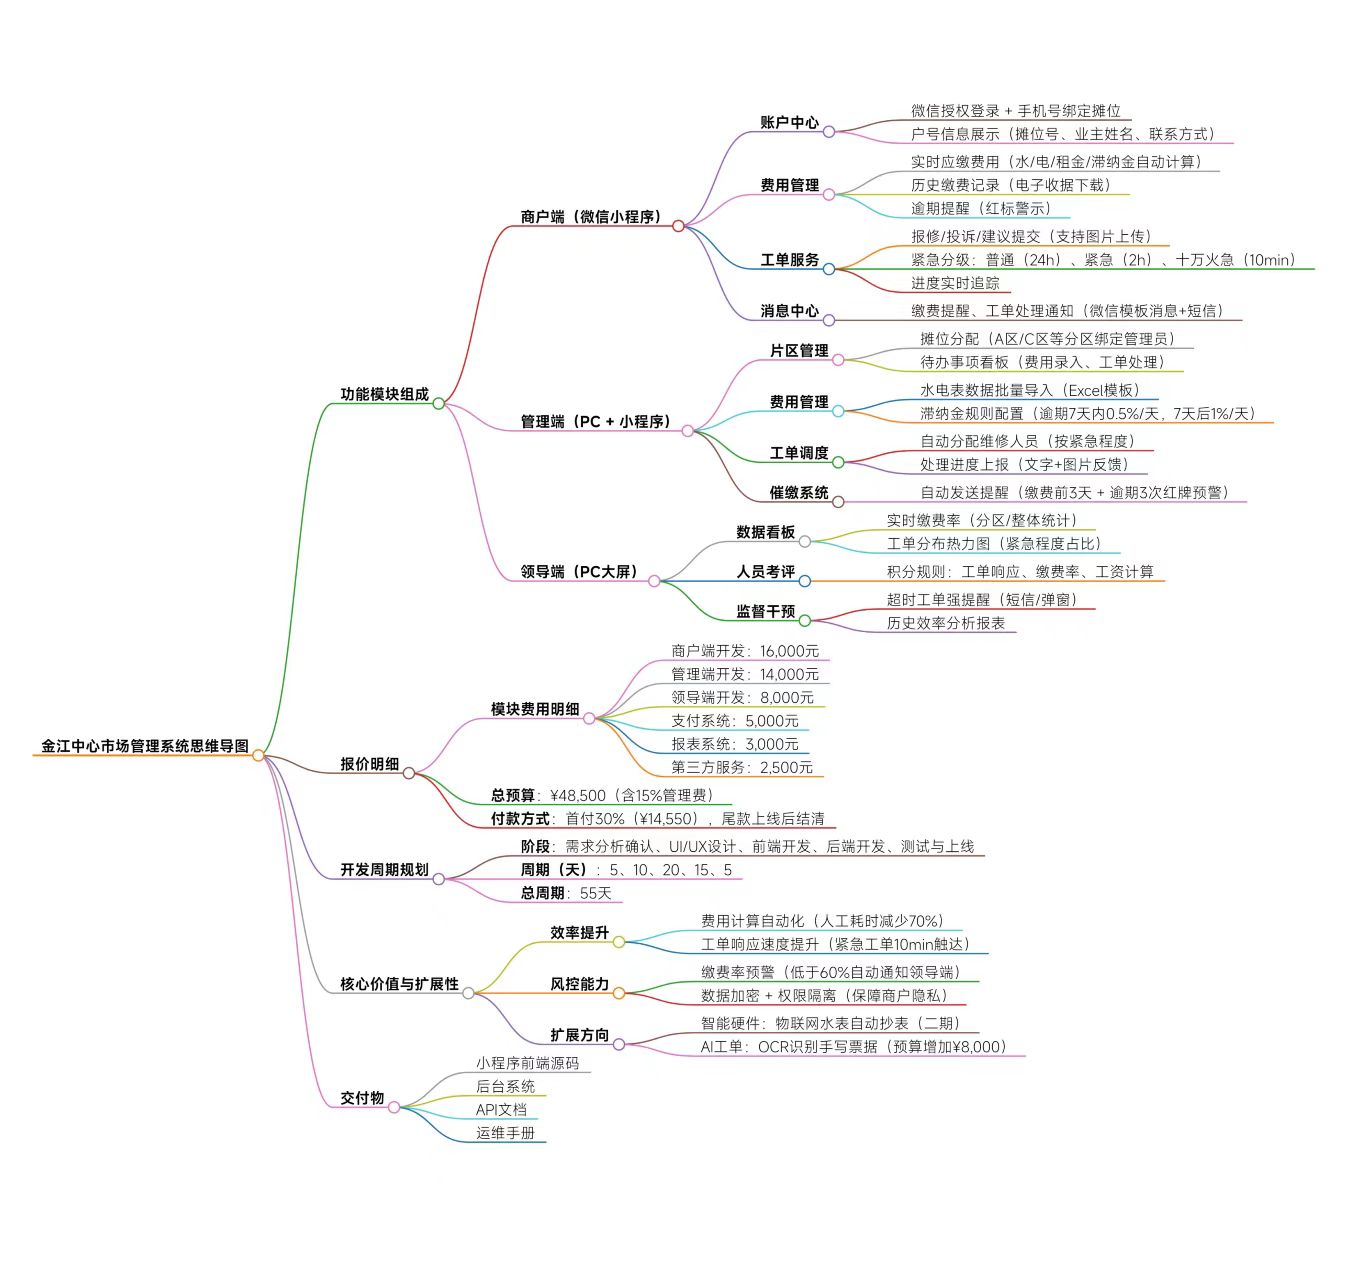 金江中心市场管理系统思维导图
功能模块组成
商户端（微信小程序）
账户中心
微信授权登录 + 手机号绑定摊位
户号信息展示（摊位号、业主姓名、联系方式）
费用管理
实时应缴费用（水/电/租金/滞纳金自动计算）
历史缴费记录（电子收据下载）
逾期提醒（红标警示）
工单服务
报修/投诉/建议提交（支持图片上传）
紧急分级：普通（24h）、紧急（2h）、十万火急（10min）
进度实时追踪
消息中心
缴费提醒、工单处理通知（微信模板消息+短信）
管理端（PC + 小程序）
片区管理
摊位分配（A区/C区等分区绑定管理员）
待办事项看板（费用录入、工单处理）
费用管理
水电表数据批量导入（Excel模板）
滞纳金规则配置（逾期7天内0.5%/天，7天后1%/天）
工单调度
自动分配维修人员（按紧急程度）
处理进度上报（文字+图片反馈）
催缴系统
自动发送提醒（缴费前3天 + 逾期3次红牌预警）
领导端（PC大屏）
数据看板
实时缴费率（分区/整体统计）
工单分布热力图（紧急程度占比）
人员考评
积分规则：工单响应、缴费率、工资计算
监督干预
超时工单强提醒（短信/弹窗）
历史效率分析报表
报价明细
模块费用明细
商户端开发：16,000元
管理端开发：14,000元
领导端开发：8,000元
支付系统：5,000元
报表系统：3,000元
第三方服务：2,500元
总预算：¥48,500（含15%管理费）
付款方式：首付30%（¥14,550），尾款上线后结清
开发周期规划
阶段：需求分析确认、UI/UX设计、前端开发、后端开发、测试与上线
周期（天）：5、10、20、15、5
总周期：55天
核心价值与扩展性
效率提升
费用计算自动化（人工耗时减少70%）
工单响应速度提升（紧急工单10min触达）
风控能力
缴费率预警（低于60%自动通知领导端）
数据加密 + 权限隔离（保障商户隐私）
扩展方向
智能硬件：物联网水表自动抄表（二期）
AI工单：OCR识别手写票据（预算增加¥8,000）
交付物
小程序前端源码
后台系统
API文档
运维手册